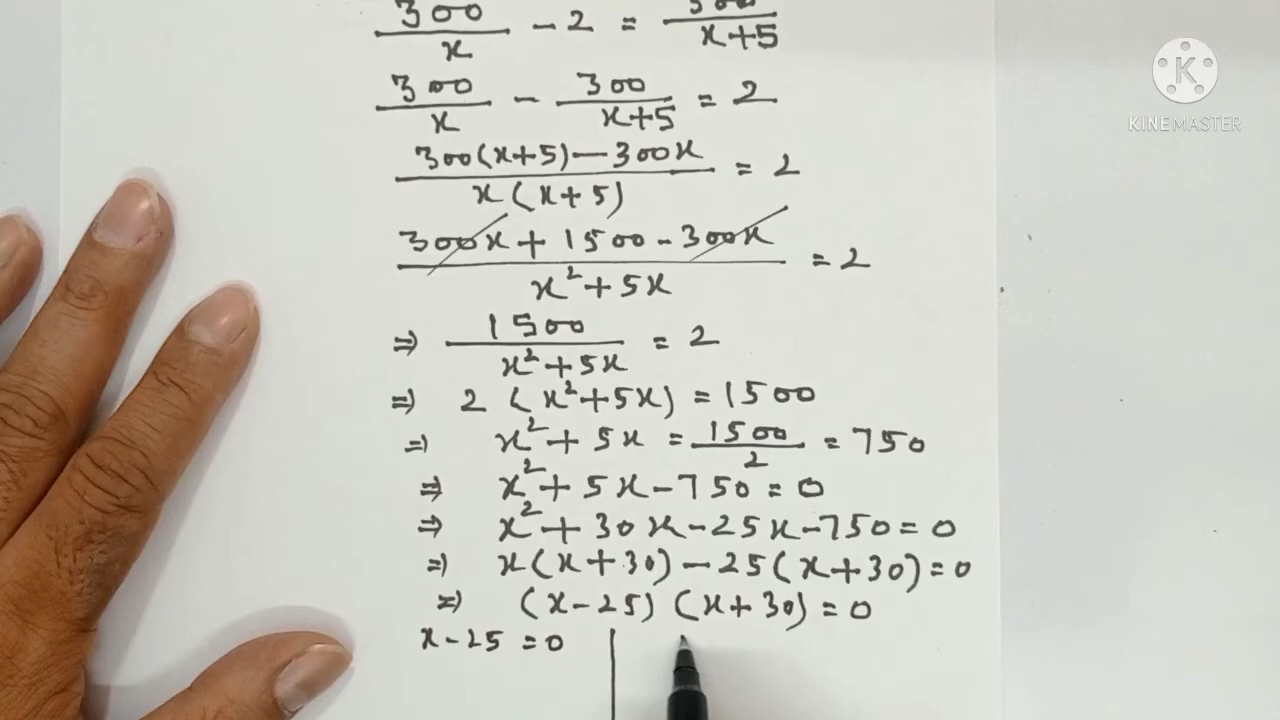 300/x - 2 = 300/x+5
300/x - 300/x+5 = 2
300(x+5) - 300x / x(x+5) = 2
300x + 1500 - 300x / x² + 5x = 2
⇒ 1500 / x² + 5x = 2
⇒ 2 (x² + 5x) = 1500
⇒ x² + 5x = 1500/2 = 750
⇒ x² + 5x - 750 = 0
⇒ x² + 30x - 25x - 750 = 0
⇒ x(x+30) - 25(x+30) = 0
⇒ (x-25) (x+30) = 0
x - 25 = 0
K
KINEMASTER